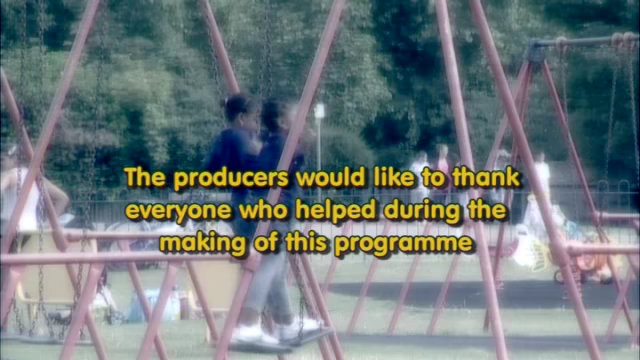 The producers would like to thank
everyone who helped during the
making of this programme